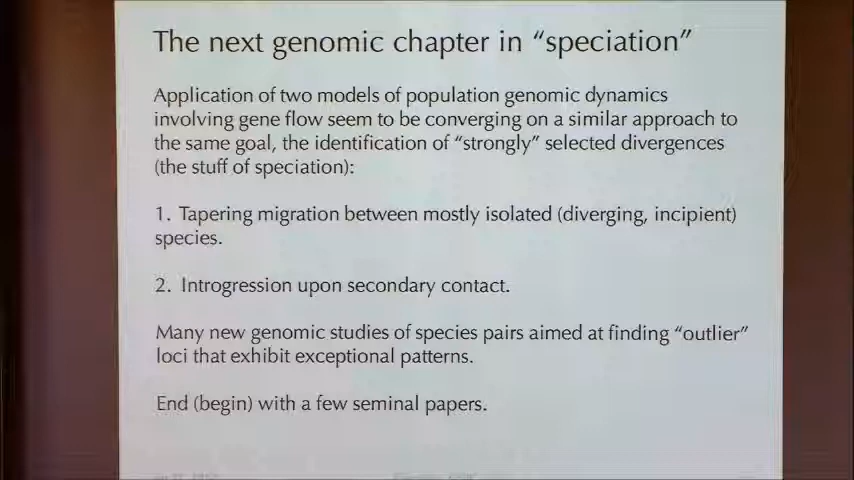 The next genomic chapter in “speciation”
Application of two models of population genomic dynamics
involving gene flow seem to be converging on a similar approach to
the same goal, the identification of “strongly” selected divergences
(the stuff of speciation):
1. Tapering migration between mostly isolated (diverging, incipient)
species.
2. Introgression upon secondary contact.
Many new genomic studies of species pairs aimed at finding “outlier”
loci that exhibit exceptional patterns.
End (begin) with a few seminal papers.